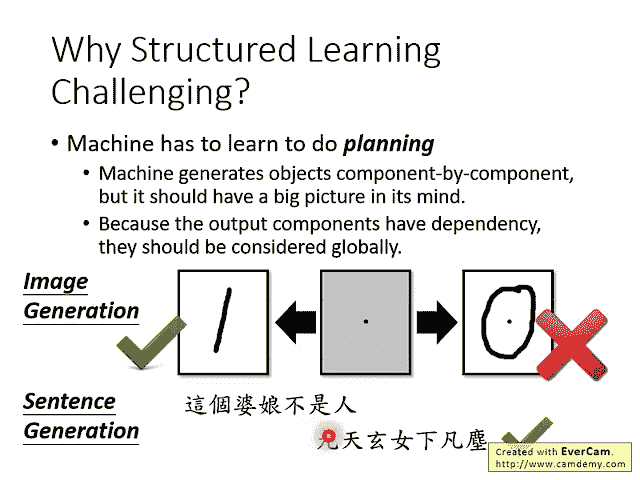 Why Structured Learning
Challenging?
• Machine has to learn to do planning
• Machine generates objects component-by-component,
but it should have a big picture in its mind.
• Because the output components have dependency,
they should be considered globally.
Image
Generation
1
0
Sentence
Generation
這個婆娘不是人
九天玄女下凡塵
Created with EverCam.
http://www.camdemy.com